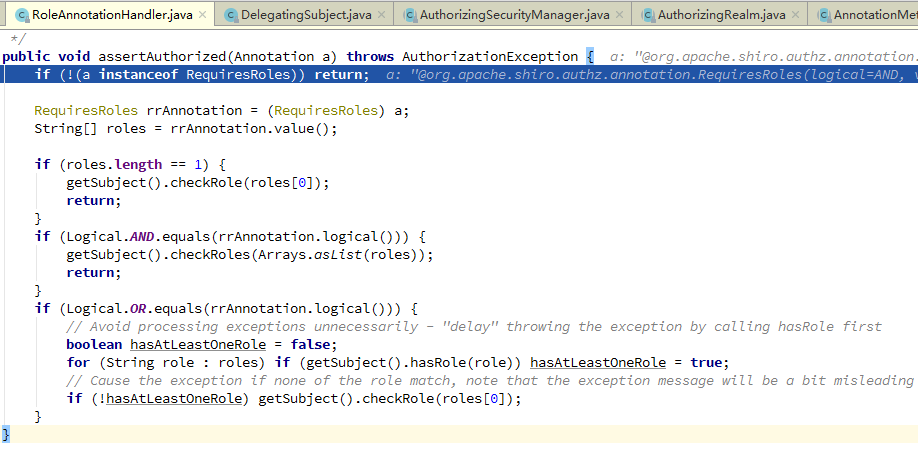 RoleAnnotationHandler.java × DelegatingSubject.java × AuthorizingSecurityManager.java × AuthorizingRealm.java × AnnotationMet
*/
public void assertAuthorized(Annotation a) throws AuthorizationException { a: "@org.apache.shiro.authz.annotation.
if (!(a instanceof RequiresRoles)) return; a: "@org.apache.shiro.authz.annotation.RequiresRoles(logical=AND, v
RequiresRoles rrAnnotation = (RequiresRoles) a;
String[] roles = rrAnnotation.value();
if (roles.length == 1) {
getSubject().checkRole(roles[0]);
return;
}
if (Logical.AND.equals(rrAnnotation.logical())) {
getSubject().checkRoles(Arrays.asList(roles));
return;
}
if (Logical.OR.equals(rrAnnotation.logical())) {
// Avoid processing exceptions unnecessarily - "delay" throwing the exception by calling hasRole first
boolean hasAtLeastOneRole = false;
for (String role : roles) if (getSubject().hasRole(role)) hasAtLeastOneRole = true;
// Cause the exception if none of the role match, note that the exception message will be a bit misleading
if (!hasAtLeastOneRole) getSubject().checkRole(roles[0]);
}
}